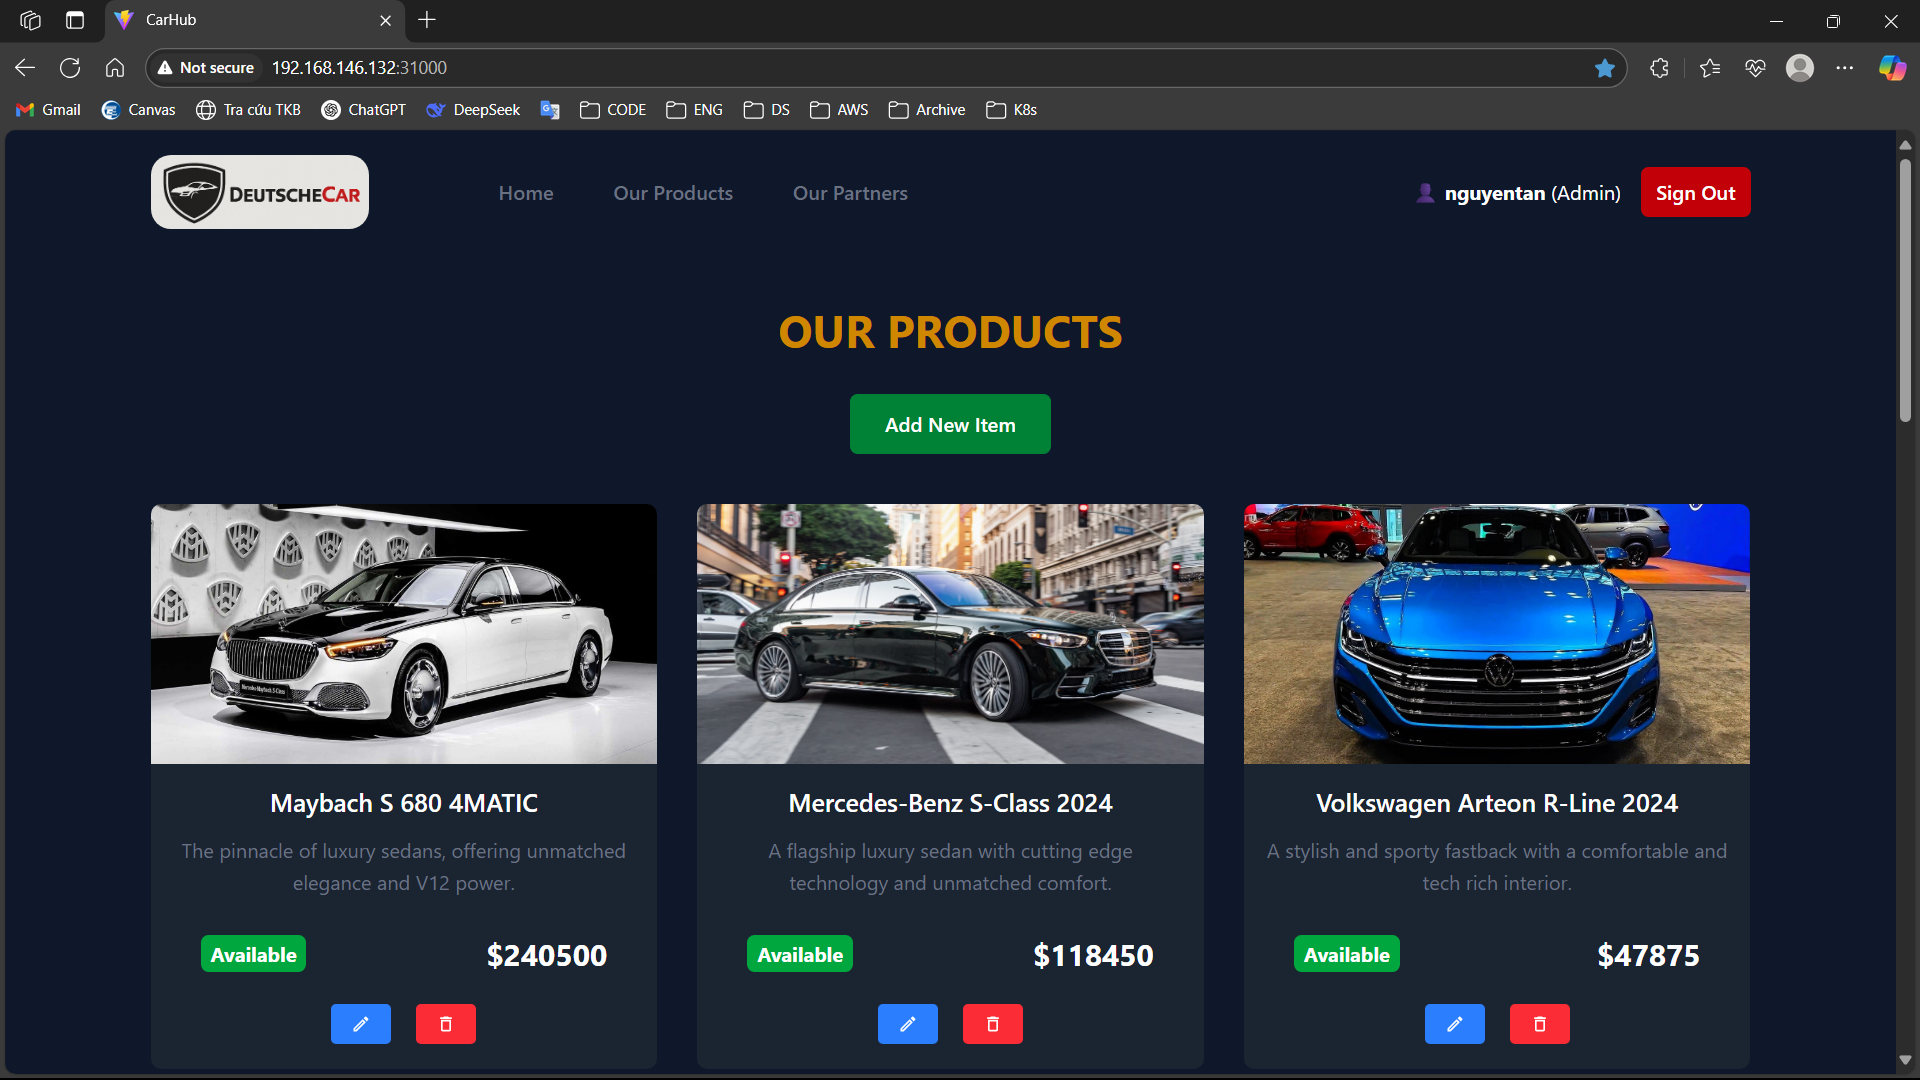 CarHub
Not secure 192.168.146.132:31000
Gmail Canvas Tra cứu TKB ChatGPT DeepSeek CODE ENG DS AWS Archive K8s
DEUTSCHECAR Home Our Products Our Partners nguyentan (Admin) Sign Out
OUR PRODUCTS
Add New Item
Maybach S 680 4MATIC
The pinnacle of luxury sedans, offering unmatched
elegance and V12 power.
Available $240500
Mercedes-Benz S-Class 2024
A flagship luxury sedan with cutting edge
technology and unmatched comfort.
Available $118450
Volkswagen Arteon R-Line 2024
A stylish and sporty fastback with a comfortable and
tech rich interior.
Available $47875